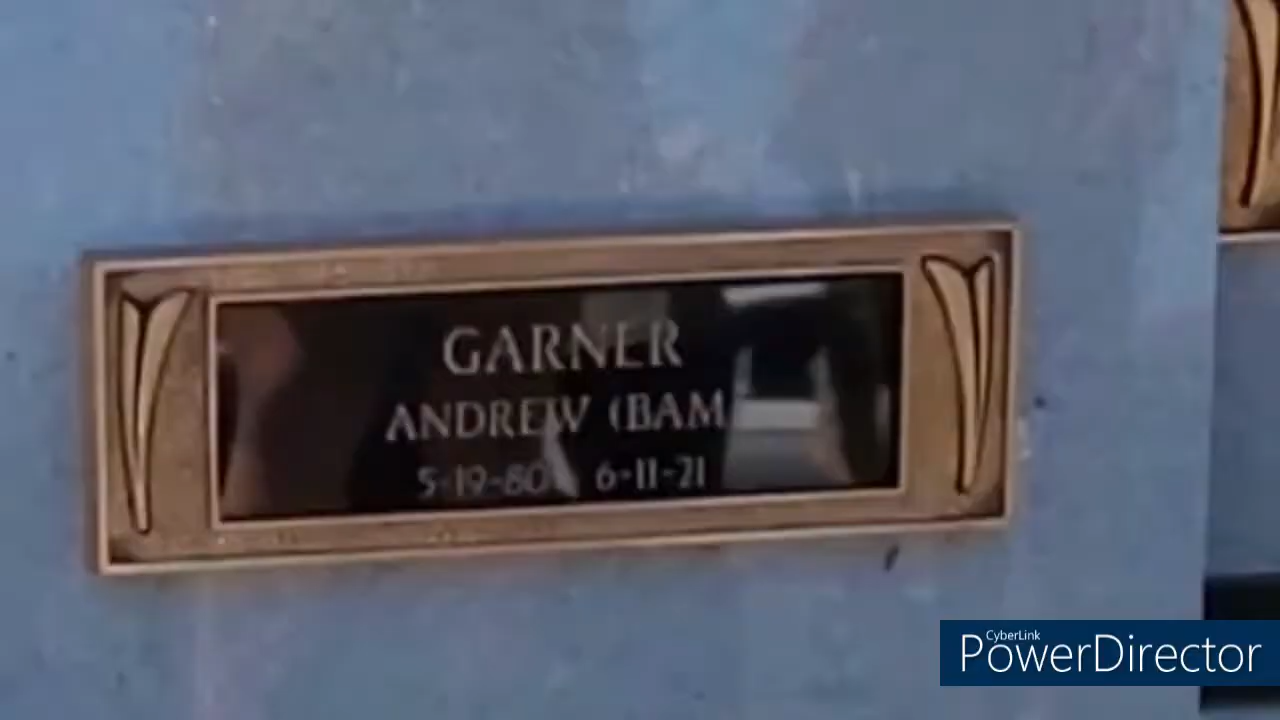 GARNER
ANDREW (BAM
5-19-80 6-11-21
CyberLink
PowerDirector